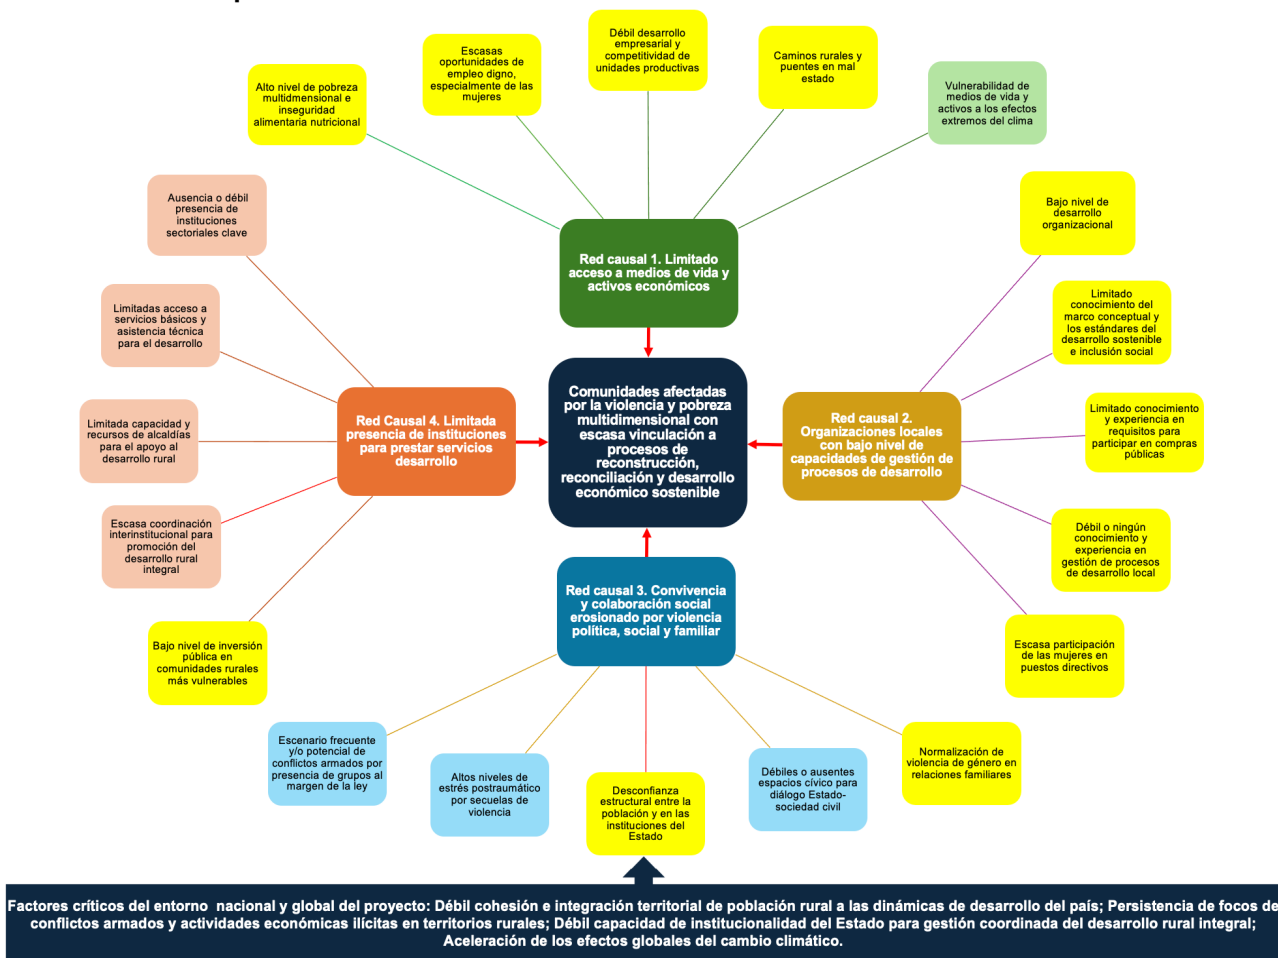 Débil desarrollo
empresarial y
competitividad de
unidades productivas
Escasas
oportunidades de
empleo digno,
especialmente de las
mujeres
Caminos rurales y
puentes en mal
estado
Alto nivel de pobreza
multidmensional e
inseguridad
alimentaria nutricional
Vulnerabilidad de
medios de vida y
activos a los efectos
extremos del clima
Ausencia o débil
presencia de
instituciones
sectoriales clave
Bajo nivel de
desarrollo
organizacional
Red causal 1. Limitado
acceso a medios de vida y
activos económicos
Limitadas acceso a
servicios básicos y
asistencia técnica
para el desarrollo
Limitado
conocimiento del
marco conceptual y
los estándares del
desarrollo sostenible
e inclusión social
Comunidades afectadas
por la violencia y pobreza
multidimensional con
escasa vinculación a
procesos de
reconstrucción,
reconciliación y desarrollo
económico sostenible
Limitada capacidad y
recursos de alcaldías
para el apoyo al
desarrollo rural
Red Causal 4. Limitada
presencia de instituciones
para prestar servicios
desarrollo
Red causal 2.
Organizaciones locales
con bajo nivel de
capacidades de gestión de
procesos de desarrollo
Limitado conocimiento
y experiencia en
requisitos para
participar en compras
públicas
Escasa coordinación
interinstitucional para
promoción del
desarrollo rural
integral
Débil o ningún
conocimiento y
experiencia en
gestión de procesos
de desarrollo local
Red causal 3. Convivencia
y colaboración social
erosionado por violencia
política, social y familiar
Bajo nivel de inversión
pública en
comunidades rurales
más vulnerables
Escasa participación
de las mujeres en
puestos directivos
Escenario frecuente
y/o potencial de
conflictos armados por
presencia de grupos al
margen de la ley
Altos niveles de
estrés postraumático
por secuelas de
violencia
Desconfianza
estructural entre la
población y en las
instituciones del
Estado
Débiles o ausentes
espacios cívico para
diálogo Estado-
sociedad civil
Normalización de
violencia de género en
relaciones familiares
Factores críticos del entorno nacional y global del proyecto: Débil cohesión e integración territorial de población rural a las dinámicas de desarrollo del país; Persistencia de focos de
conflictos armados y actividades económicas ilícitas en territorios rurales; Débil capacidad de institucionalidad del Estado para gestión coordinada del desarrollo rural integral;
Aceleración de los efectos globales del cambio climático.